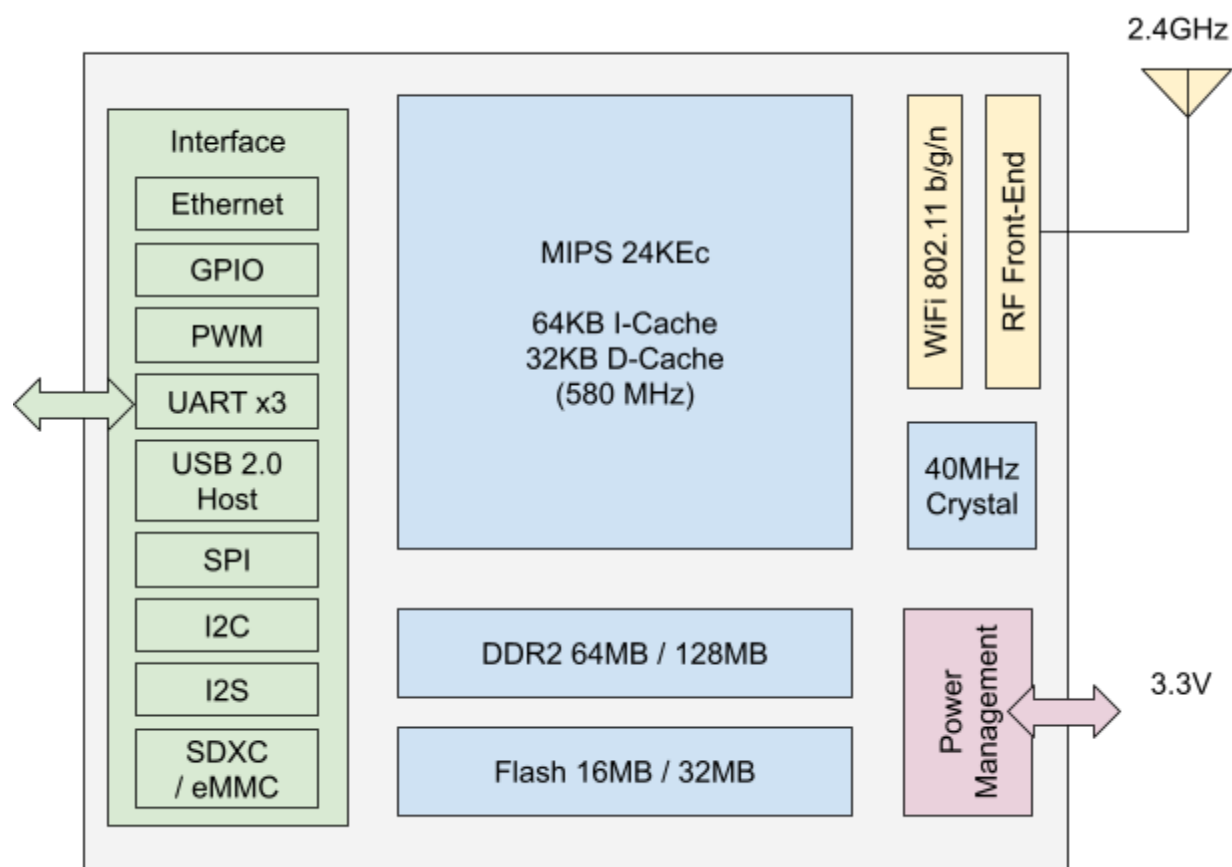 2.4GHz
Interface
Ethernet
GPIO
PWM
UART x3
USB 2.0
Host
SPI
I2C
I2S
SDXC
/ eMMC
MIPS 24KEc
64KB I-Cache
32KB D-Cache
(580 MHz)
DDR2 64MB / 128MB
Flash 16MB / 32MB
WiFi 802.11 b/g/n
RF Front-End
40MHz
Crystal
Power
Management
3.3V